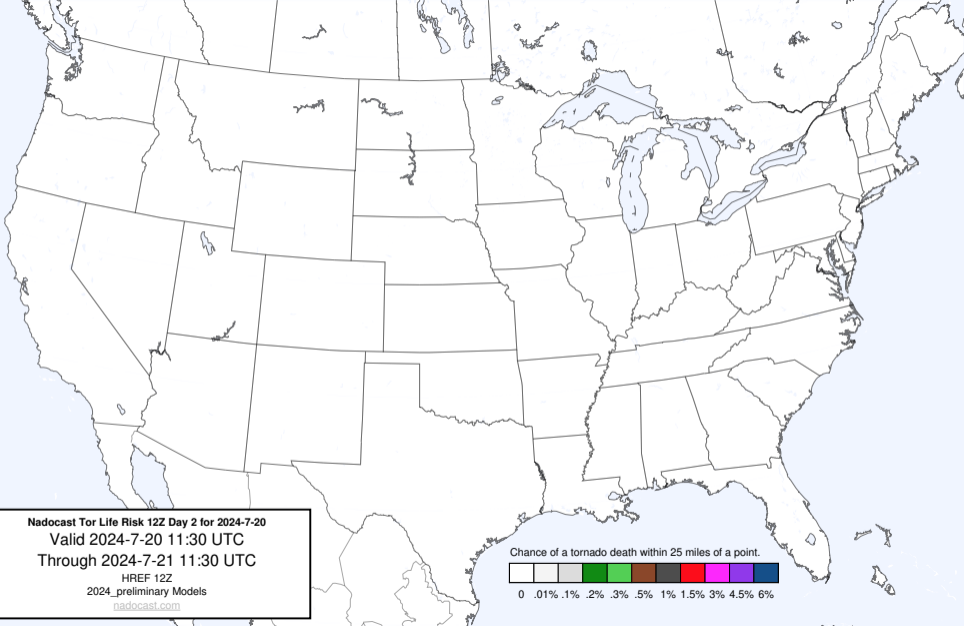 Nadocast Tor Life Risk 12Z Day 2 for 2024-7-20
Valid 2024-7-20 11:30 UTC
Through 2024-7-21 11:30 UTC
HREF 12Z
2024_preliminary Models
nadocast.com
Chance of a tornado death within 25 miles of a point.
0 .01% .1% .2% .3% .5% 1% 1.5% 3% 4.5% 6%